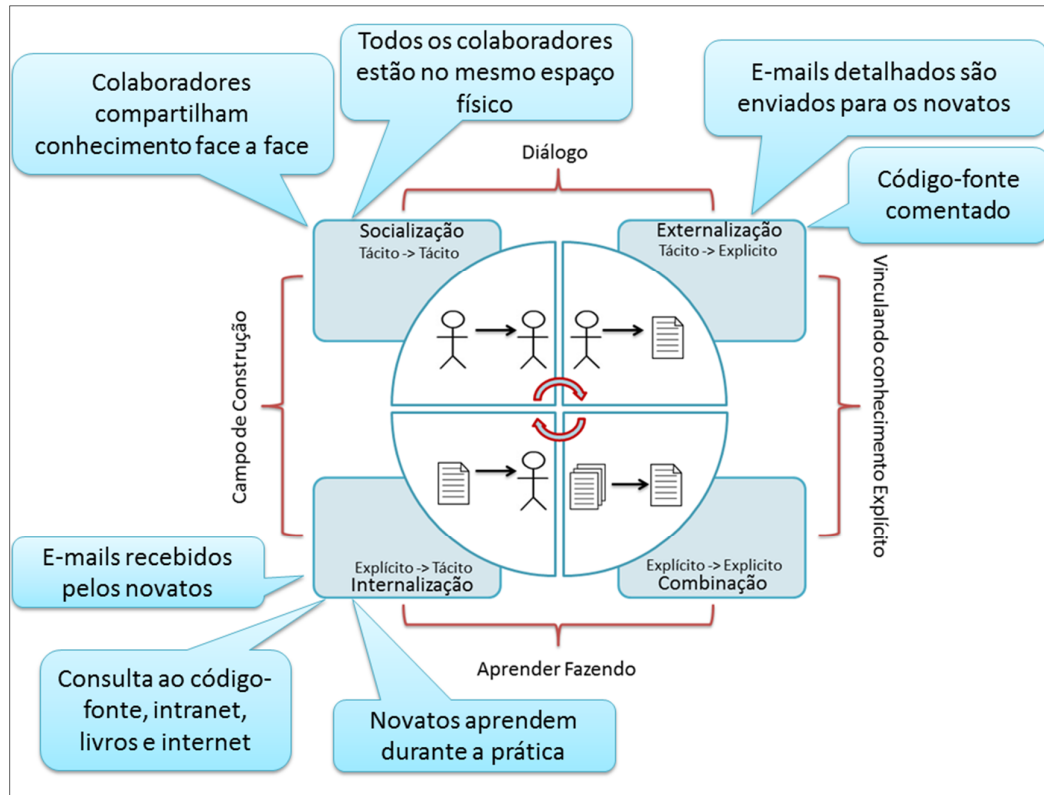 Colaboradores
compartilham
conhecimento face a face
Todos os colaboradores
estão no mesmo espaço
físico
E-mails detalhados são
enviados para os novatos
Código-fonte
comentado
Diálogo
Socialização
Tácito -> Tácito
Externalização
Tácito -> Explicito
Campo de Construção
Vinculando conhecimento Explícito
Explícito -> Tácito
Internalização
Explícito -> Explicito
Combinação
Aprender Fazendo
E-mails recebidos
pelos novatos
Consulta ao código-
fonte, intranet,
livros e internet
Novatos aprendem
durante a prática